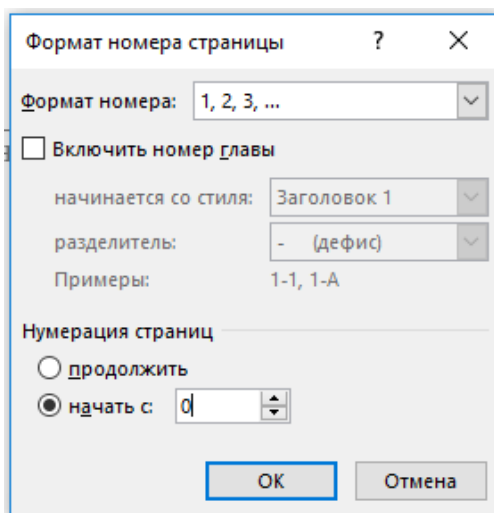 Формат номера страницы ? ×
Формат номера: 1, 2, 3, ...
Включить номер главы
начинается со стиля: Заголовок 1
разделитель: - (дефис)
Примеры: 1-1, 1-A
Нумерация страниц
продолжить
начать с: 0
ОК Отмена